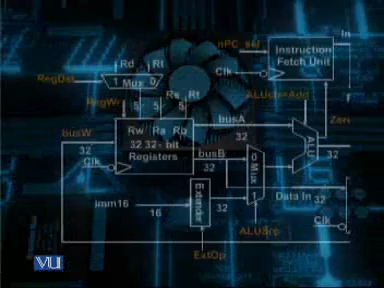 In
nPC_sel
Instruction
Fetch Unit
Rd Rt
Clk
RegDst
1 Mux 0
Rs Rt
ALUctr=Add
RegWr
5 5 5
busA
Zero
busW
Rw Ra Rb
32
32
32 32- bit
Registers
busB
0
ALU
Clk
32
Mux
imm16
extender
1
Data In 32
16
32
Clk
ALUSrc
VU
ExtOp